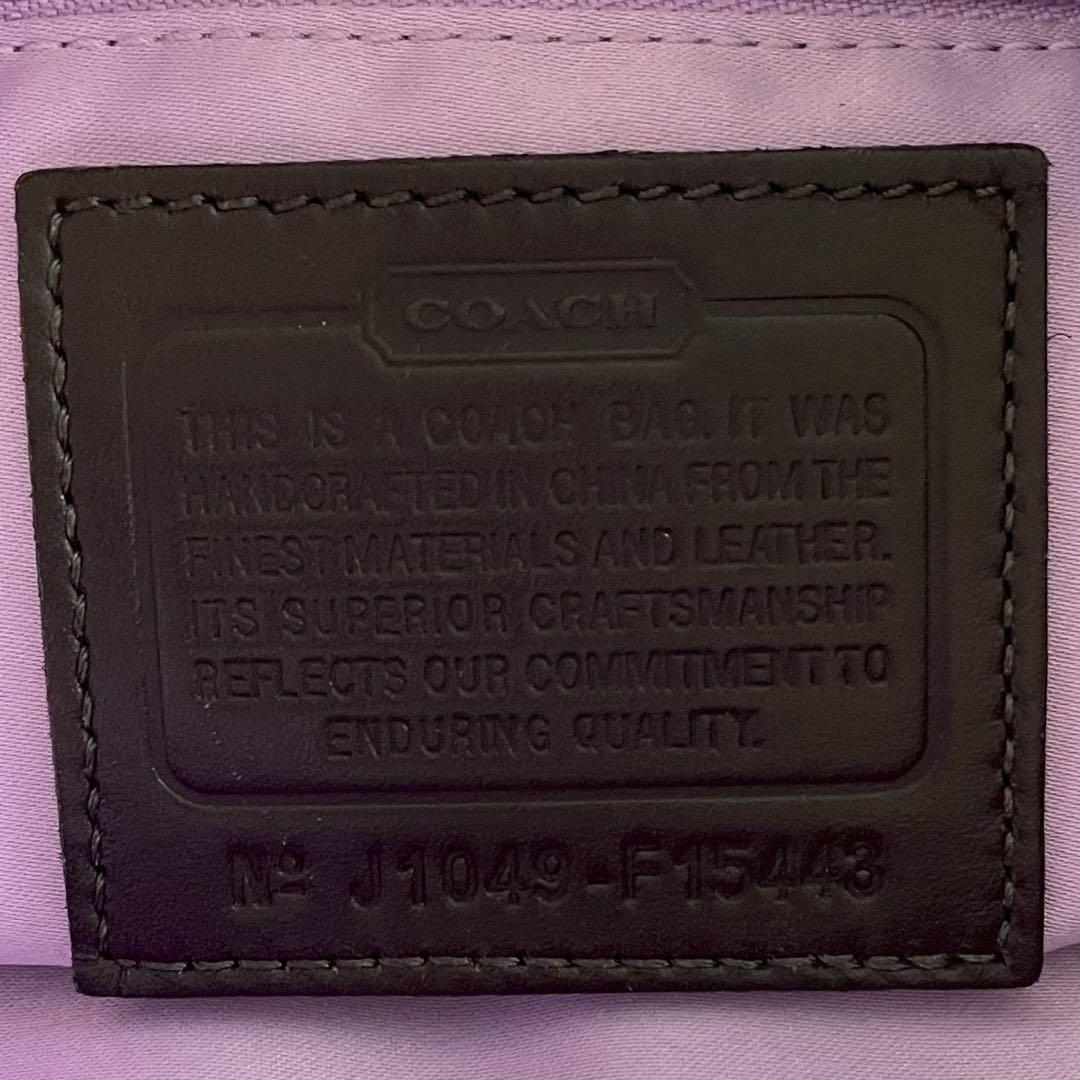 COACH
THIS IS A COACH BAG. IT WAS
HANDCRAFTED IN CHINA FROM THE
FINEST MATERIALS AND LEATHER.
ITS SUPERIOR CRAFTSMANSHIP
REFLECTS OUR COMMITMENT TO
ENDURING QUALITY.
Nº J1049-F15443